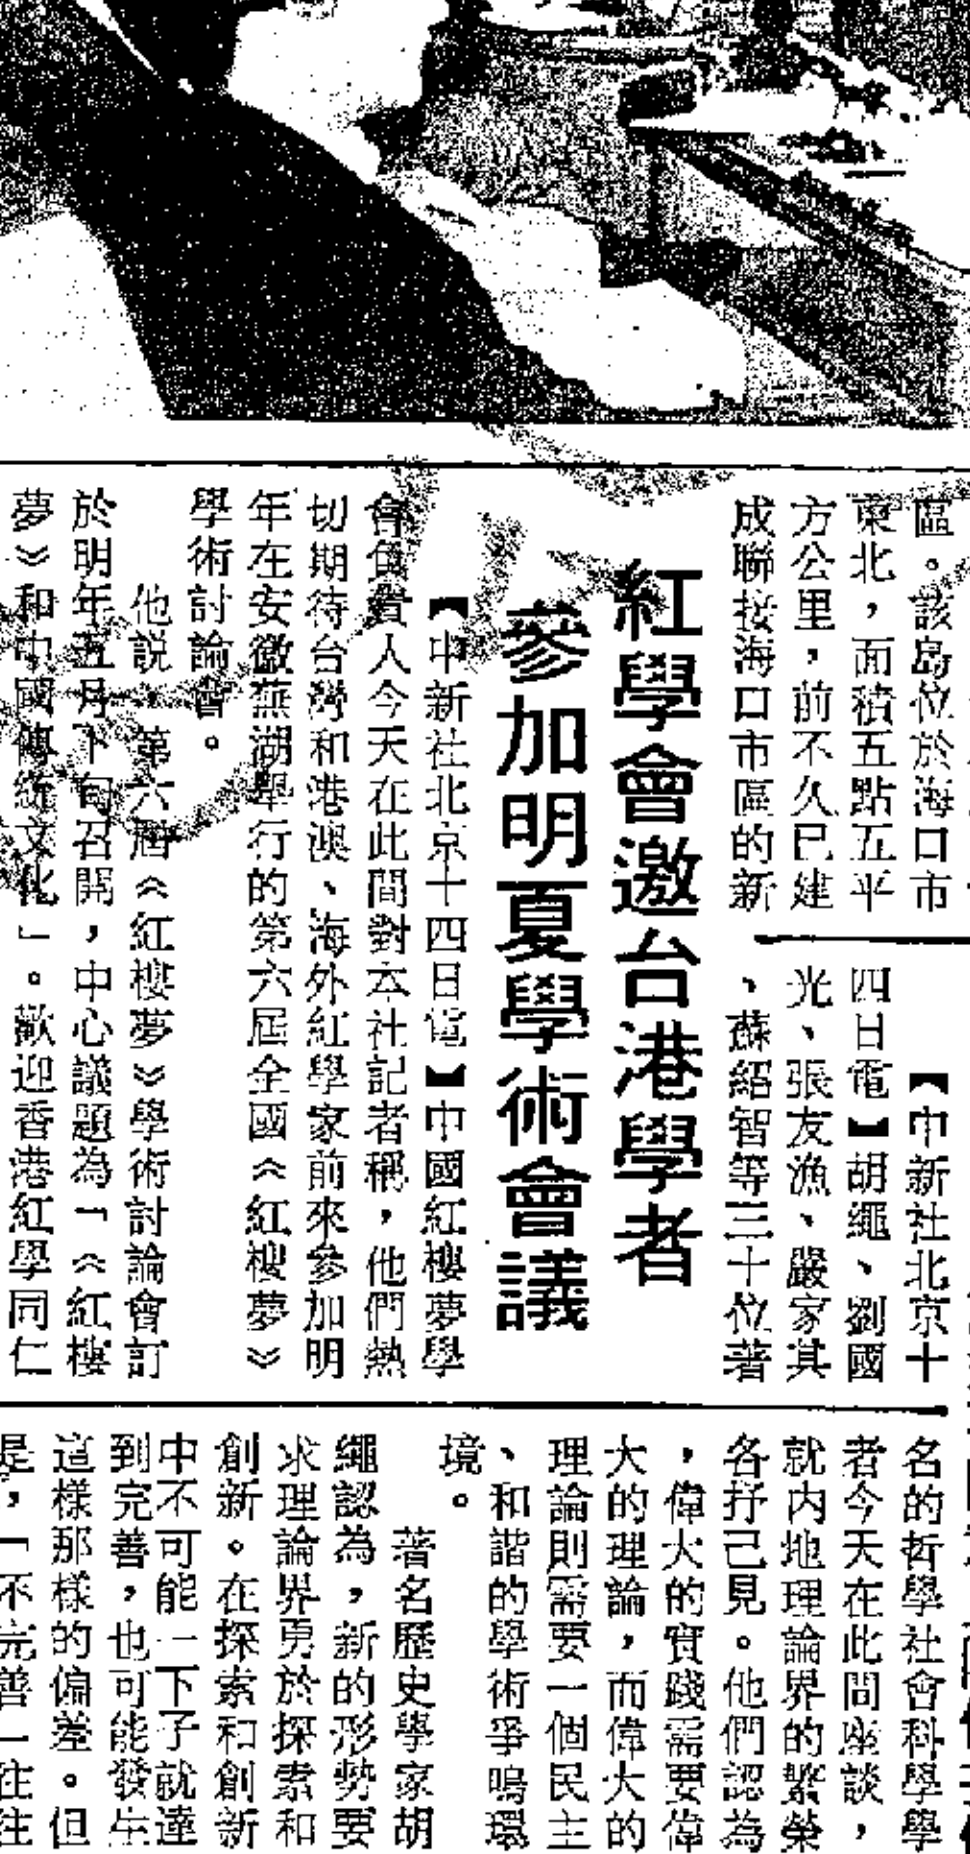 區。該島位於海口市
東北，面積五點五平
方公里，前不久已建
成聯接海口市區的新
紅學會邀台港學者
參加明夏學術會議
【中新社北京十四日電】中國紅樓夢學
會負責人今天在此間對本社記者稱，他們熱
切期待台灣和港澳、海外紅學家前來參加明
年在安徽蕪湖舉行的第六屆全國《紅樓夢》
學術討論會。
他説，第六屆《紅樓夢》學術討論會訂
於明年五月下旬召開，中心議題為「《紅樓
夢》和中國傳統文化」。歡迎香港紅學同仁
【中新社北京十
四日電】胡繩、劉國
光、張友漁、嚴家其
、蘇紹智等三十位著
名的哲學社會科學學
者今天在此間座談，
就內地理論界的繁榮
各抒己見。他們認為
，偉大的實踐需要偉
大的理論，而偉大的
理論則需要一個民主
、和諧的學術爭鳴環
境。
著名歷史學家胡
繩認為，新的形勢要
求理論界勇於探索和
創新。在探索和創新
中不可能一下子就達
到完善，也可能發生
這樣那樣的偏差。但
是，「不完善一往往